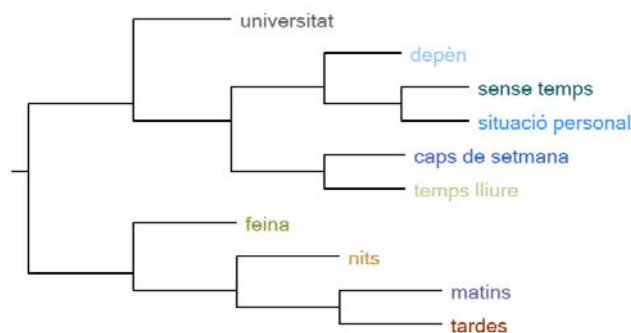 universitat
depèn
sense temps
situació personal
caps de setmana
temps lliure
feina
nits
matins
tardes